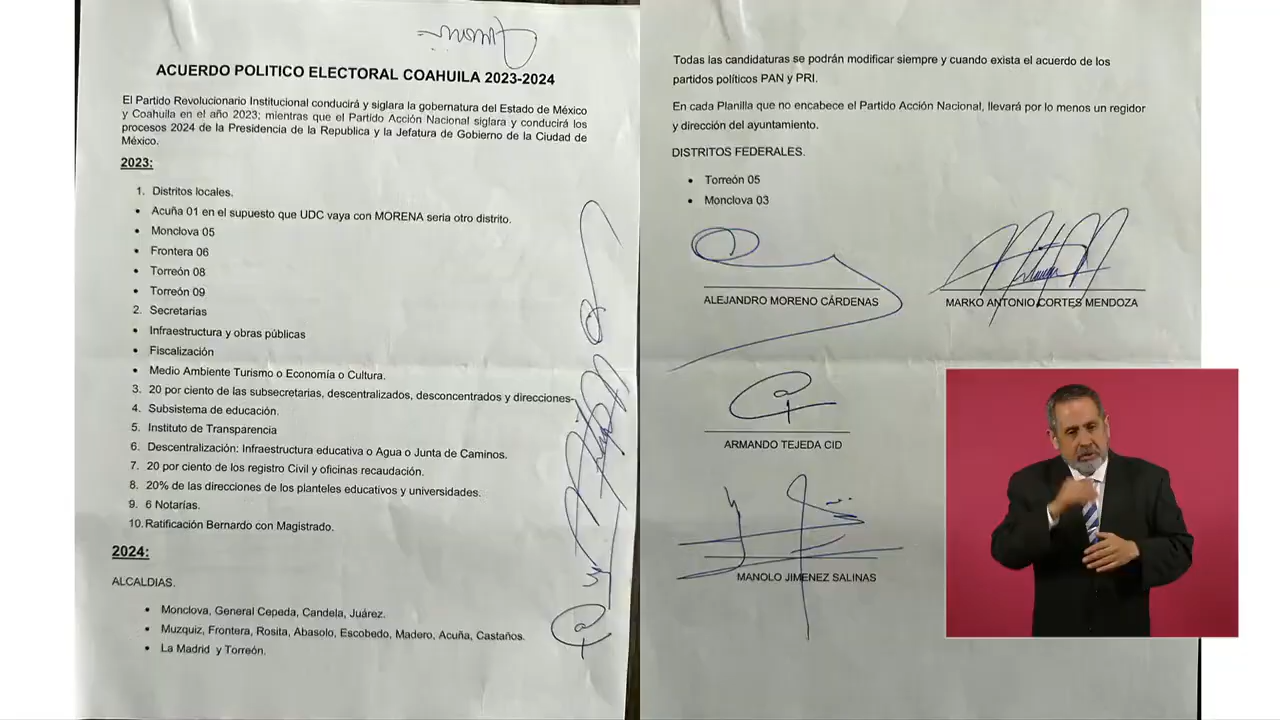 ACUERDO POLITICO ELECTORAL COAHUILA 2023-2024
El Partido Revolucionario Institucional conducirá y siglara la gobernatura del Estado de México
y Coahuila en el año 2023; mientras que el Partido Acción Nacional siglara y conducirá los
procesos 2024 de la Presidencia de la Republica y la Jefatura de Gobierno de la Ciudad de
México.
2023:
1. Distritos locales.
• Acuña 01 en el supuesto que UDC vaya con MORENA seria otro distrito.
• Monclova 05
• Frontera 06
• Torreón 08
• Torreón 09
2. Secretarias
• Infraestructura y obras públicas
• Fiscalización
• Medio Ambiente Turismo o Economía o Cultura.
3. 20 por ciento de las subsecretarias, descentralizados, desconcentrados y direcciones
4. Subsistema de educación.
5. Instituto de Transparencia
6. Descentralización: Infraestructura educativa o Agua o Junta de Caminos.
7. 20 por ciento de los registro Civil y oficinas recaudación.
8. 20% de las direcciones de los planteles educativos y universidades.
9. 6 Notarías.
10. Ratificación Bernardo con Magistrado.
2024:
ALCALDIAS.
• Monclova, General Cepeda, Candela, Juárez.
• Muzquiz, Frontera, Rosita, Abasolo, Escobedo, Madero, Acuña, Castaños.
• La Madrid y Torreón.
Todas las candidaturas se podrán modificar siempre y cuando exista el acuerdo de los
partidos políticos PAN y PRI.
En cada Planilla que no encabece el Partido Acción Nacional, llevará por lo menos un regidor
y dirección del ayuntamiento.
DISTRITOS FEDERALES.
• Torreón 05
• Monclova 03
ALEJANDRO MORENO CÁRDENAS
MARKO ANTONIO CORTES MENDOZA
ARMANDO TEJEDA CID
MANOLO JIMENEZ SALINAS